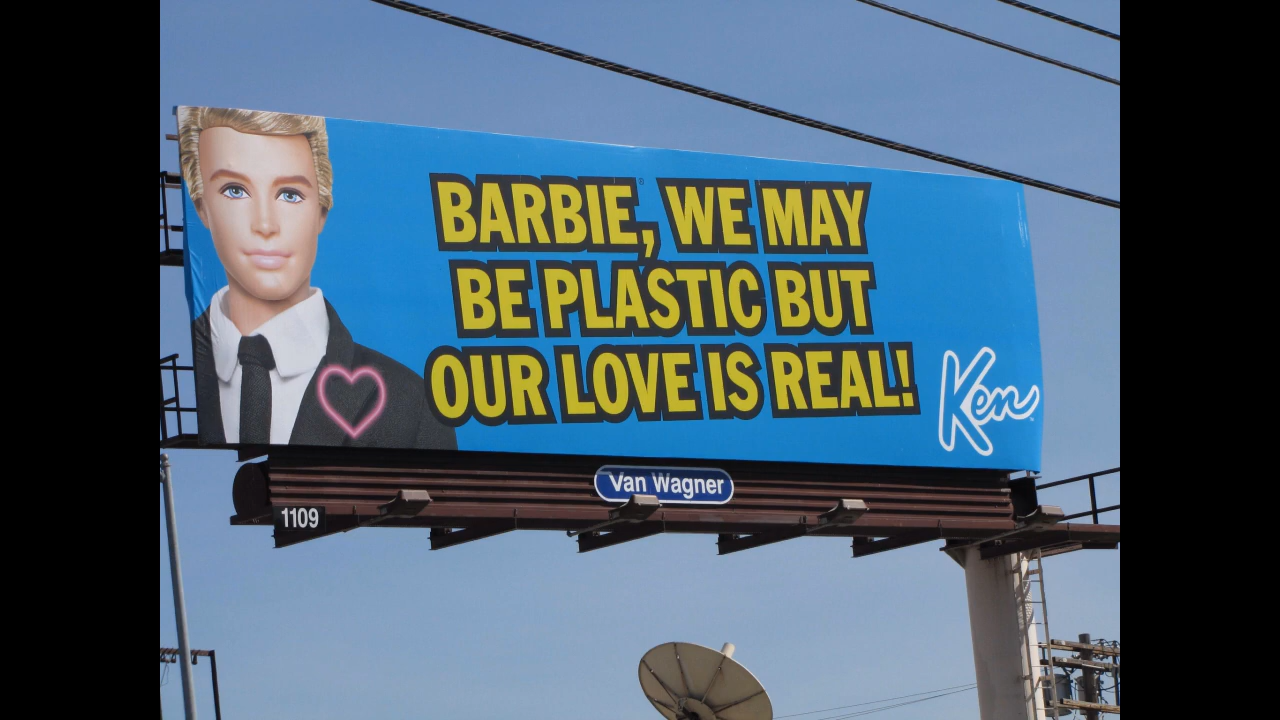 BARBIE, WE MAY
BE PLASTIC BUT
OUR LOVE IS REAL!
Ken
Van Wagner
1109